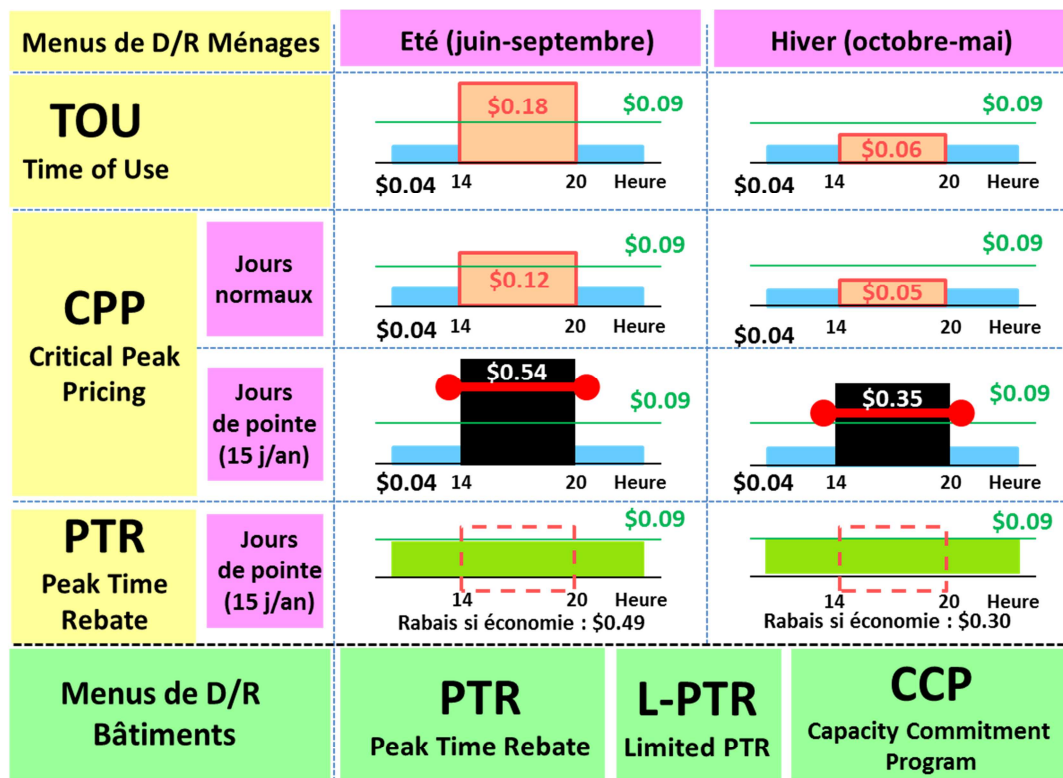 Menus de D/R Ménages
Eté (juin-septembre)
Hiver (octobre-mai)
TOU
Time of Use
$0.18
$0.09
$0.04
14
20
Heure
$0.09
$0.06
$0.04
14
20
Heure
CPP
Critical Peak
Pricing
Jours
normaux
$0.09
$0.12
$0.04
14
20
Heure
$0.09
$0.05
$0.04
14
20
Heure
Jours
de pointe
(15 j/an)
$0.54
$0.09
$0.04
14
20
Heure
$0.35
$0.09
$0.04
14
20
Heure
PTR
Peak Time
Rebate
Jours
de pointe
(15 j/an)
$0.09
14
20
Heure
Rabais si économie : $0.49
$0.09
14
20
Heure
Rabais si économie : $0.30
Menus de D/R
Bâtiments
PTR
Peak Time Rebate
L-PTR
Limited PTR
CCP
Capacity Commitment
Program